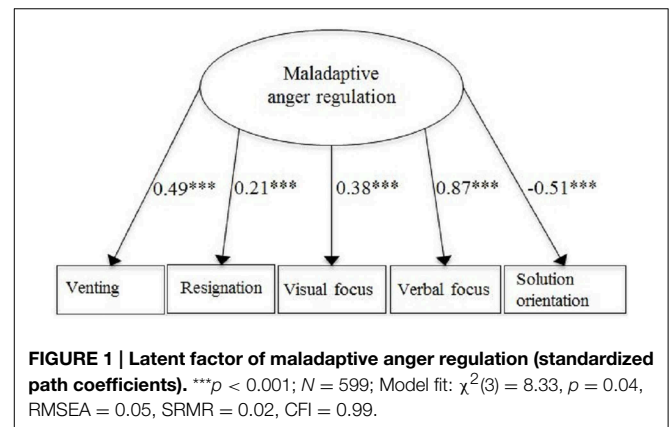 Maladaptive
anger regulation
0.49*** 0.21*** 0.38*** 0.87*** -0.51***
Venting Resignation Visual focus Verbal focus Solution
orientation
FIGURE 1 | Latent factor of maladaptive anger regulation (standardized
path coefficients). ***p < 0.001; N = 599; Model fit: χ²(3) = 8.33, p = 0.04,
RMSEA = 0.05, SRMR = 0.02, CFI = 0.99.